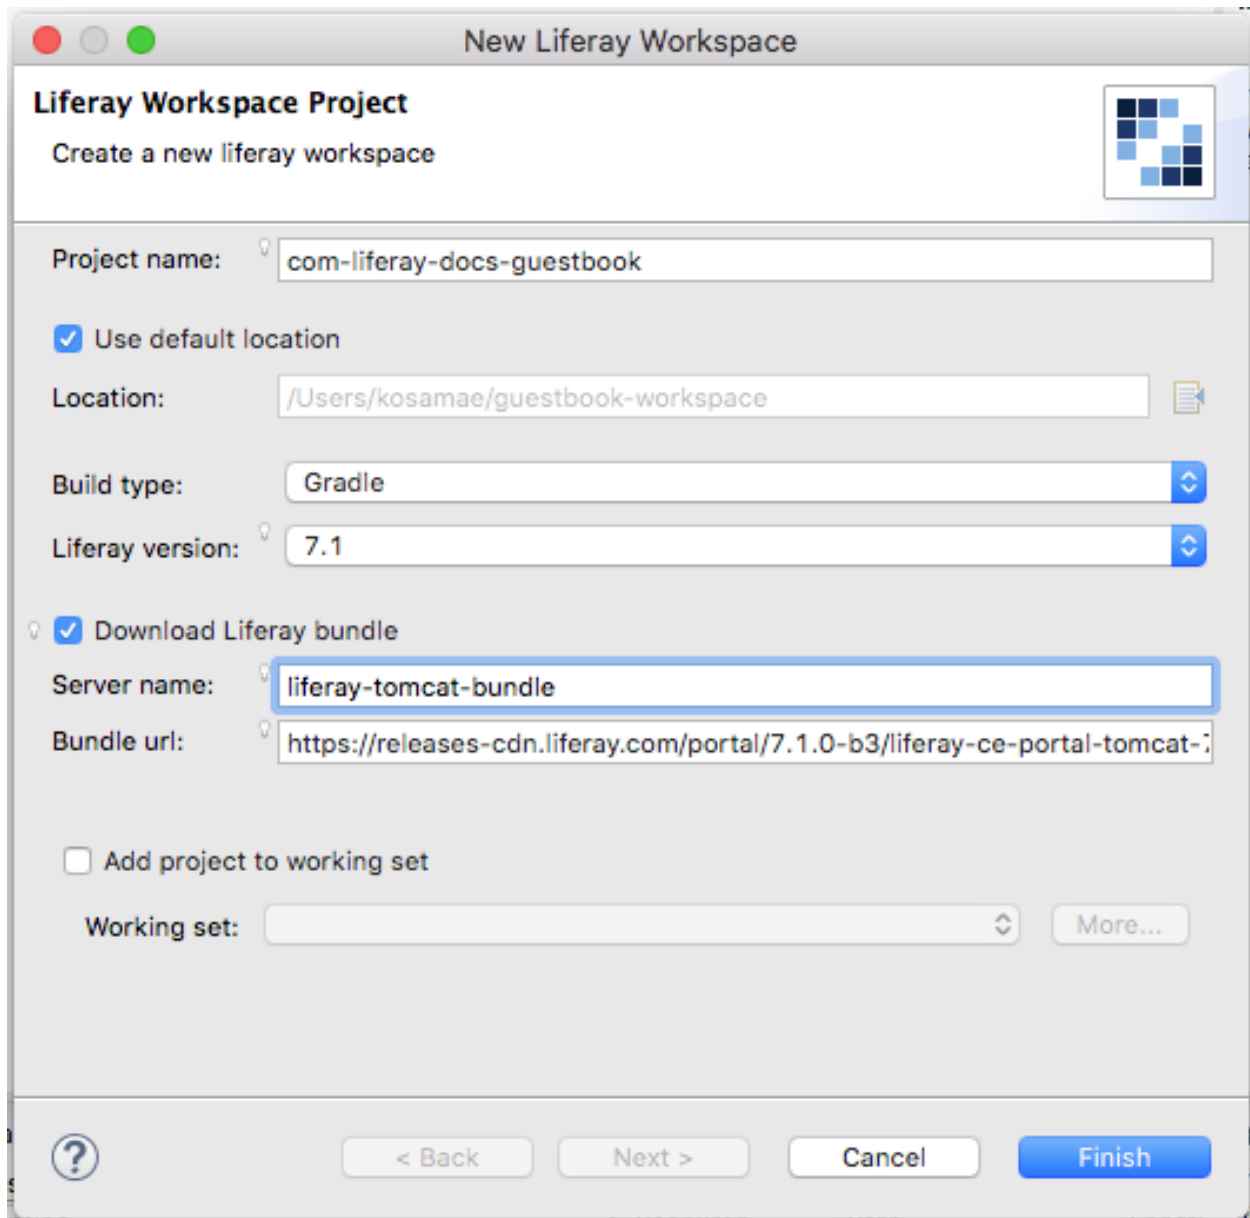 New Liferay Workspace
Liferay Workspace Project
Create a new liferay workspace
Project name: com-liferay-docs-guestbook
Use default location
Location: /Users/kosamae/guestbook-workspace
Build type: Gradle
Liferay version: 7.1
Download Liferay bundle
Server name: liferay-tomcat-bundle
Bundle url: https://releases-cdn.liferay.com/portal/7.1.0-b3/liferay-ce-portal-tomcat-
Add project to working set
Working set: More...
? < Back Next > Cancel Finish